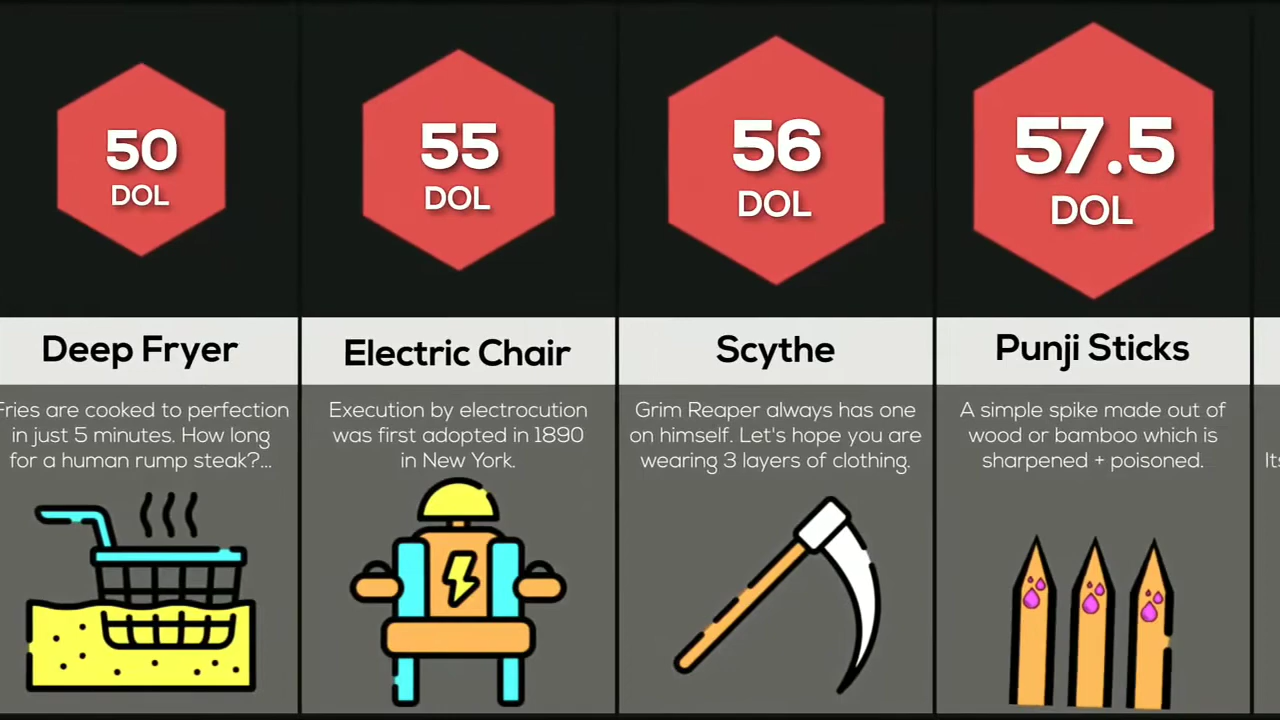 50
DOL
Deep Fryer
Fries are cooked to perfection
in just 5 minutes. How long
for a human rump steak?...
55
DOL
Electric Chair
Execution by electrocution
was first adopted in 1890
in New York.
56
DOL
Scythe
Grim Reaper always has one
on himself. Let's hope you are
wearing 3 layers of clothing.
57.5
DOL
Punji Sticks
A simple spike made out of
wood or bamboo which is
sharpened + poisoned.